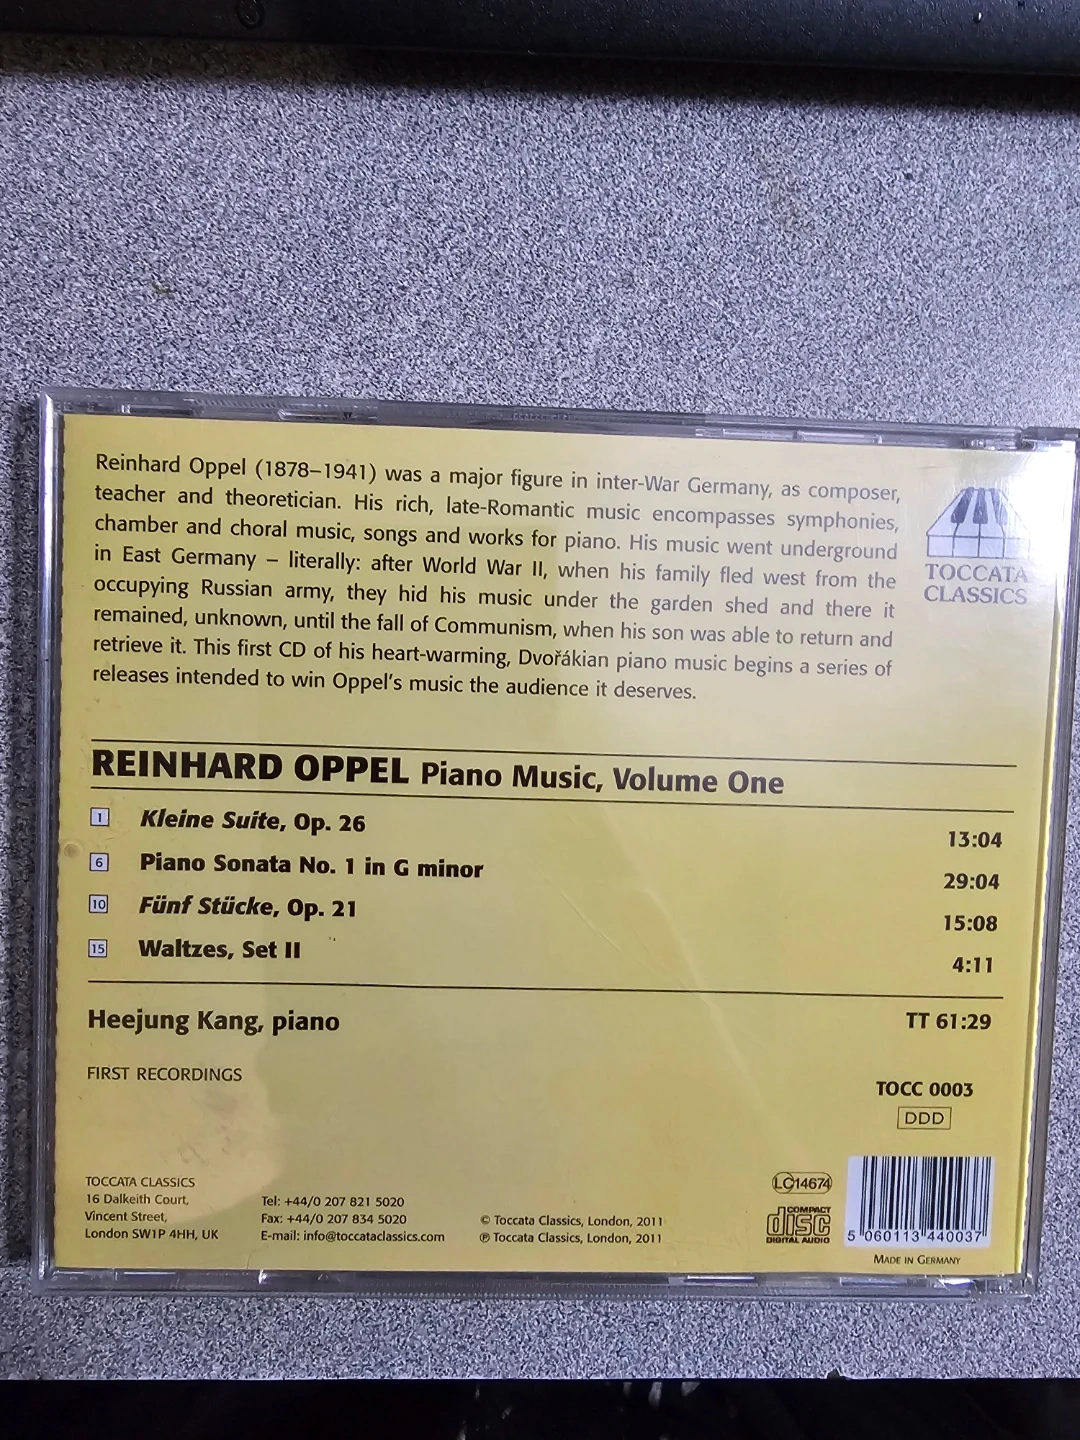 Reinhard Oppel (1878–1941) was a major figure in inter-War Germany, as composer,
teacher and theoretician. His rich, late-Romantic music encompasses symphonies,
chamber and choral music, songs and works for piano. His music went underground
in East Germany – literally: after World War II, when his family fled west from the
occupying Russian army, they hid his music under the garden shed and there it
remained, unknown, until the fall of Communism, when his son was able to return and
retrieve it. This first CD of his heart-warming, Dvořákian piano music begins a series of
releases intended to win Oppel's music the audience it deserves.
TOCCATA
CLASSICS
REINHARD OPPEL Piano Music, Volume One
1 Kleine Suite, Op. 26 13:04
6 Piano Sonata No. 1 in G minor 29:04
10 Fünf Stücke, Op. 21 15:08
15 Waltzes, Set II 4:11
Heejung Kang, piano TT 61:29
FIRST RECORDINGS
TOCC 0003
DDD
TOCCATA CLASSICS
16 Dalkeith Court,
Vincent Street,
London SW1P 4HH, UK
Tel: +44/0 207 821 5020
Fax: +44/0 207 834 5020
E-mail: info@toccataclassics.com
© Toccata Classics, London, 2011
℗ Toccata Classics, London, 2011
LC14674
COMPACT
disc
DIGITAL AUDIO
5 060113 440037
MADE IN GERMANY